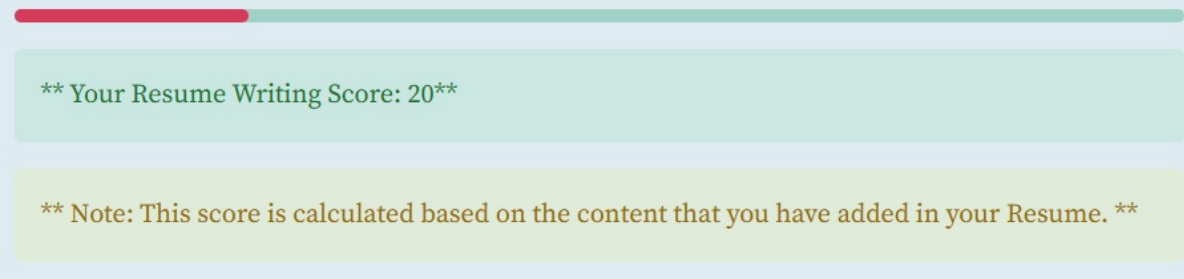 ** Your Resume Writing Score: 20**
** Note: This score is calculated based on the content that you have added in your Resume. **